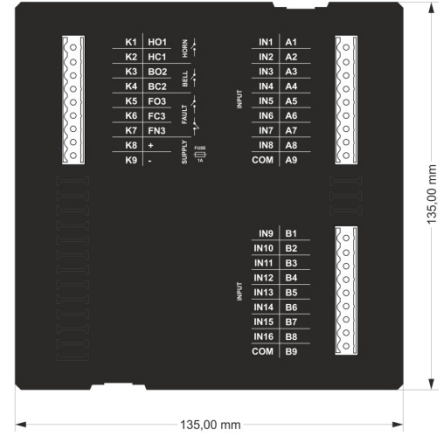 K1 HO1
K2 HC1
K3 BO2
K4 BC2
K5 FO3
K6 FC3
K7 FN3
K8 +
K9 -
HORN
BELL
FAULT
SUPPLY
FUSE
1A
IN1 A1
IN2 A2
IN3 A3
IN4 A4
IN5 A5
IN6 A6
IN7 A7
IN8 A8
COM A9
INPUT
IN9 B1
IN10 B2
IN11 B3
IN12 B4
IN13 B5
IN14 B6
IN15 B7
IN16 B8
COM B9
INPUT
135,00 mm
135,00 mm